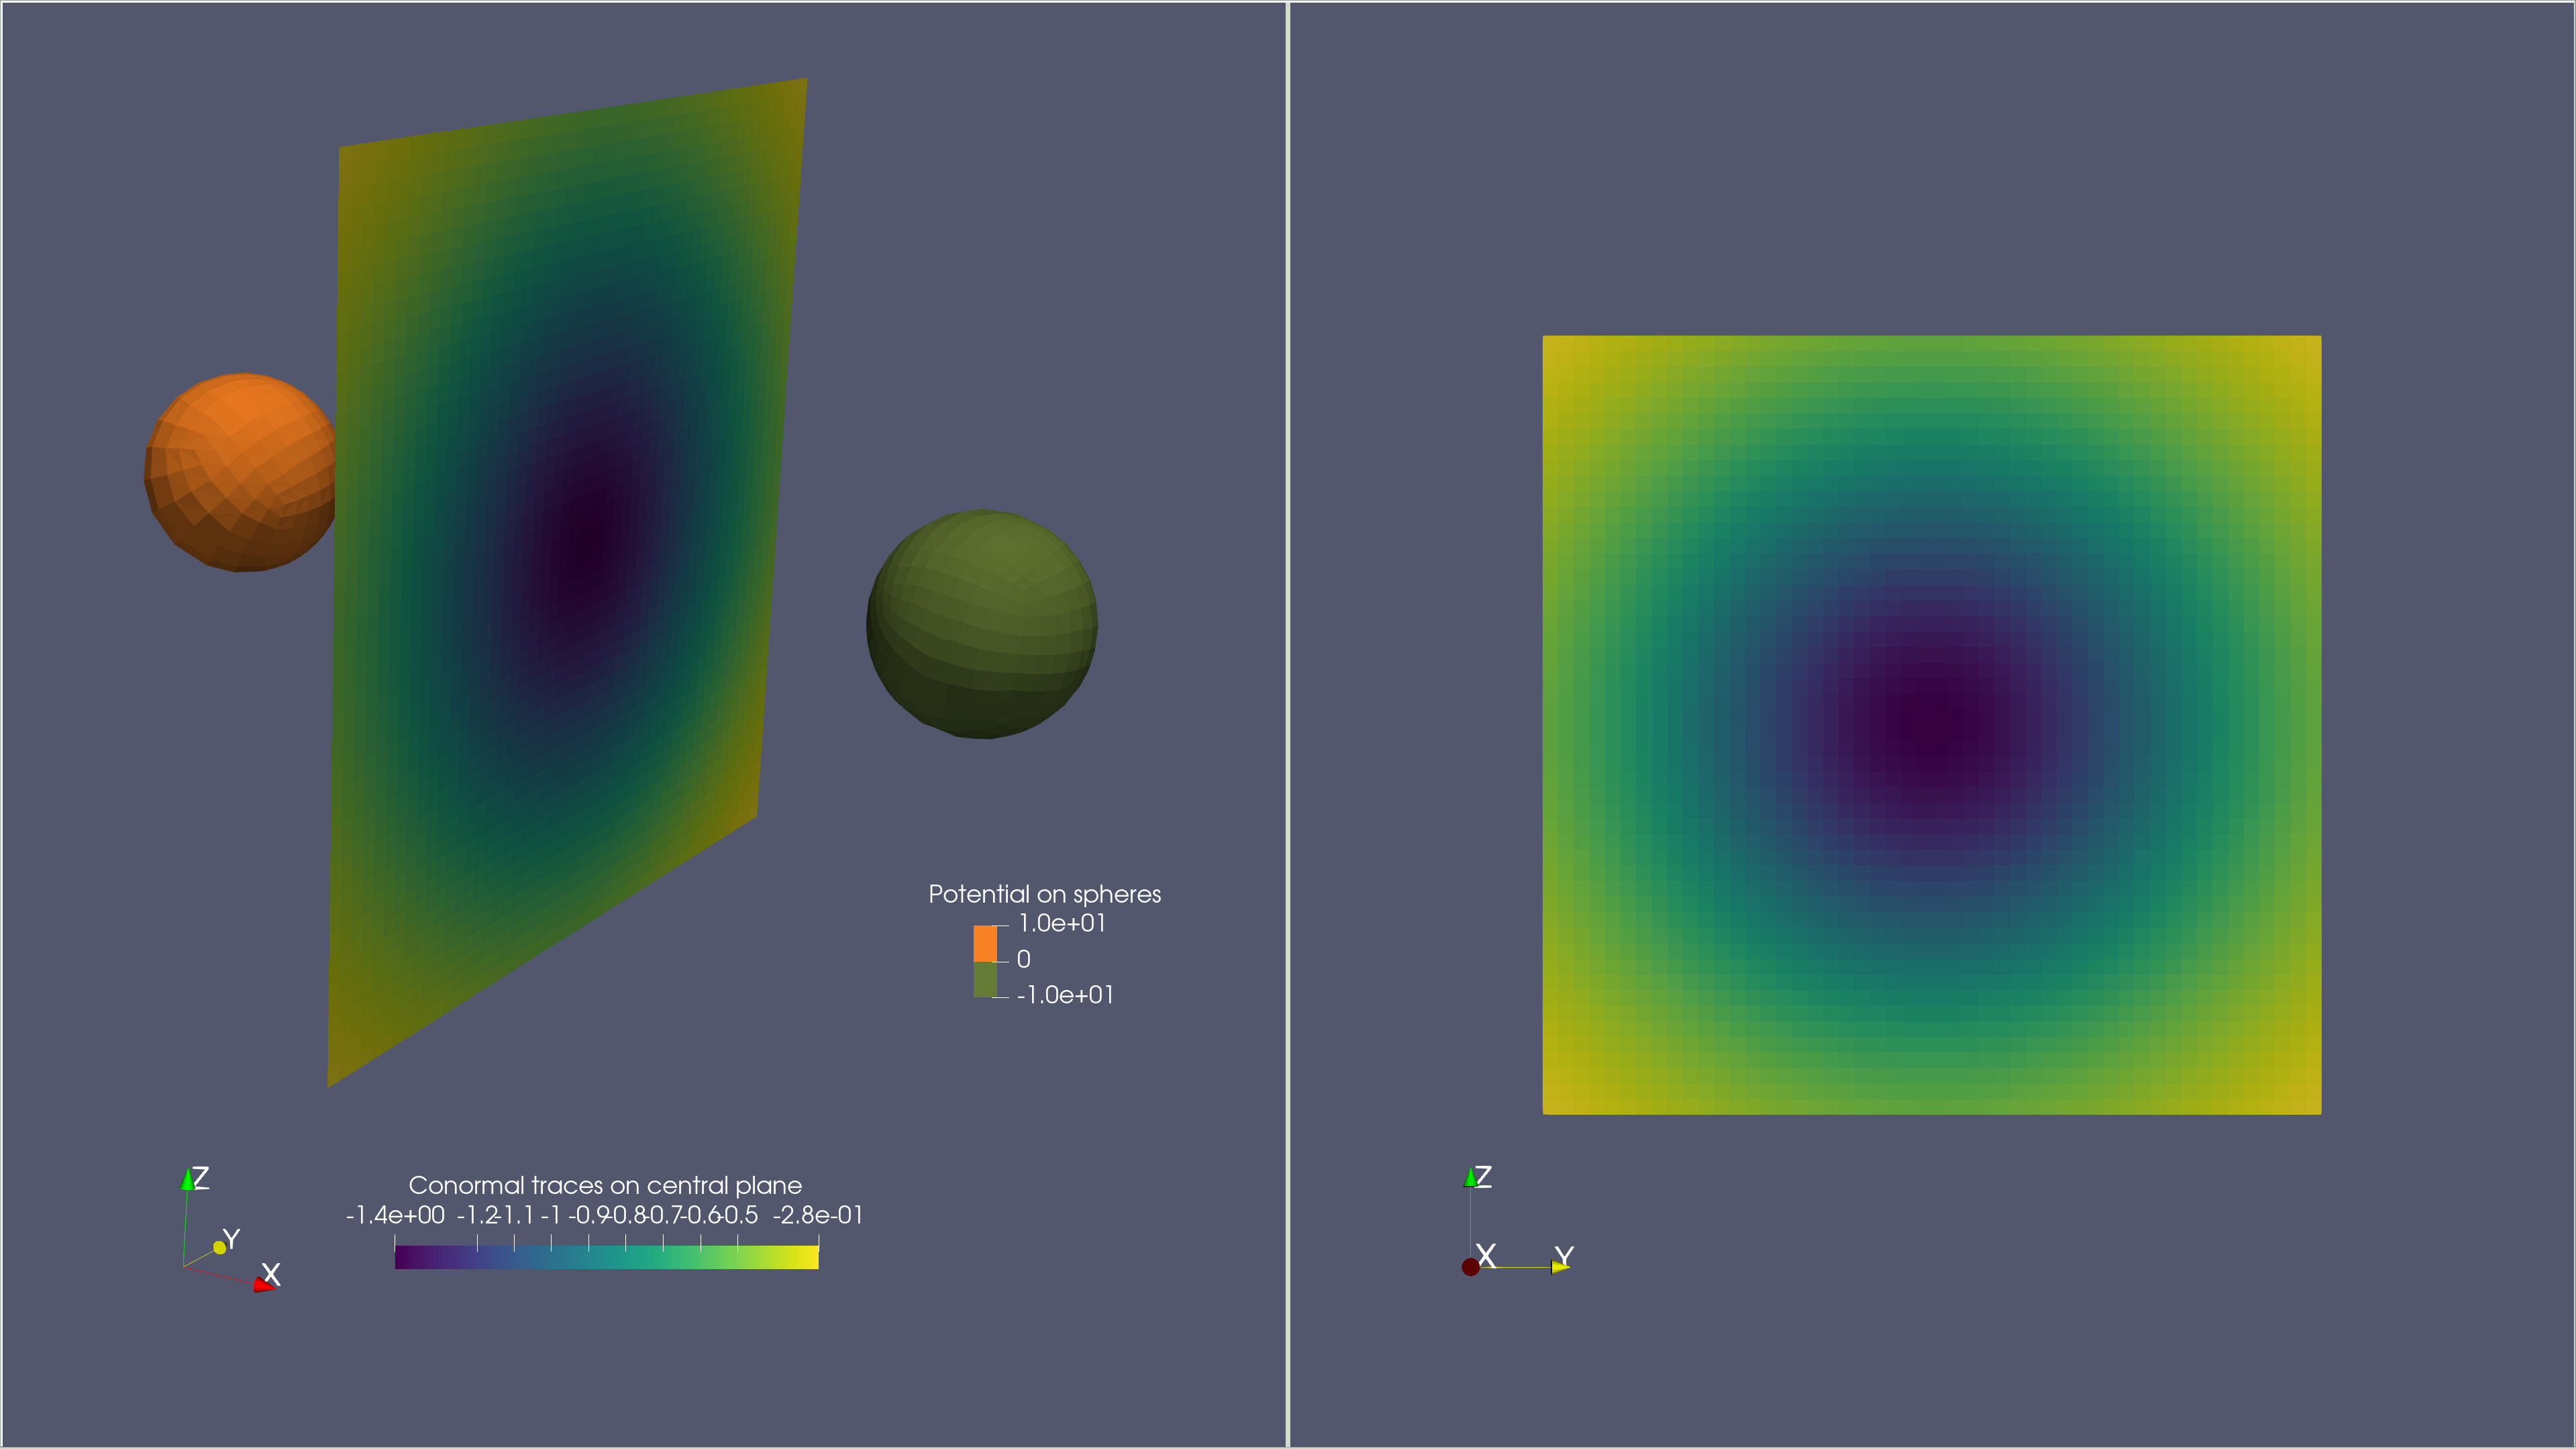 Potential on spheres
1.0e+01
0
-1.0e+01
Z
Y
X
Conormal traces on central plane
-1.4e+00 -1.2 -1.1 -1 -0.9 -0.8 -0.7 -0.6 -0.5 -2.8e-01
Z
X
Y